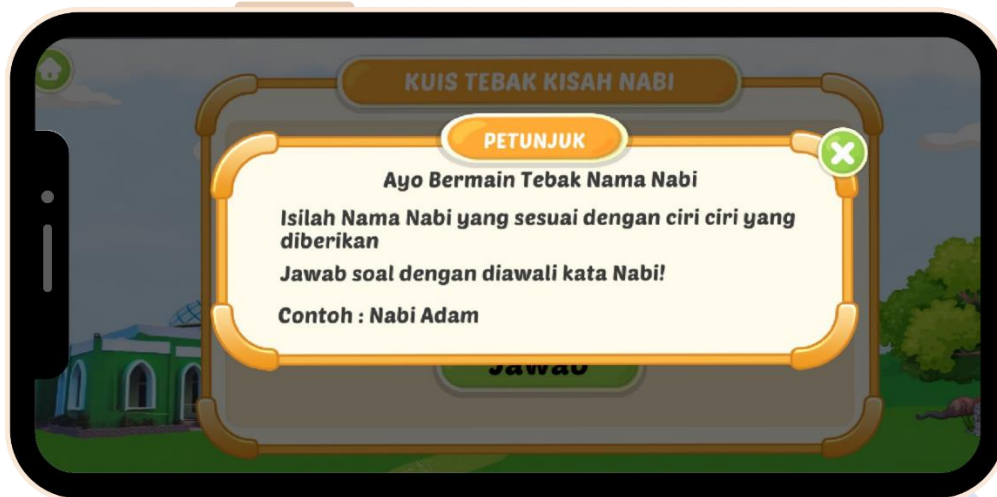 KUIS TEBAK KISAH NABI
PETUNJUK
Ayo Bermain Tebak Nama Nabi
Isilah Nama Nabi yang sesuai dengan ciri ciri yang
diberikan
Jawab soal dengan diawali kata Nabi!
Contoh : Nabi Adam
Jawab